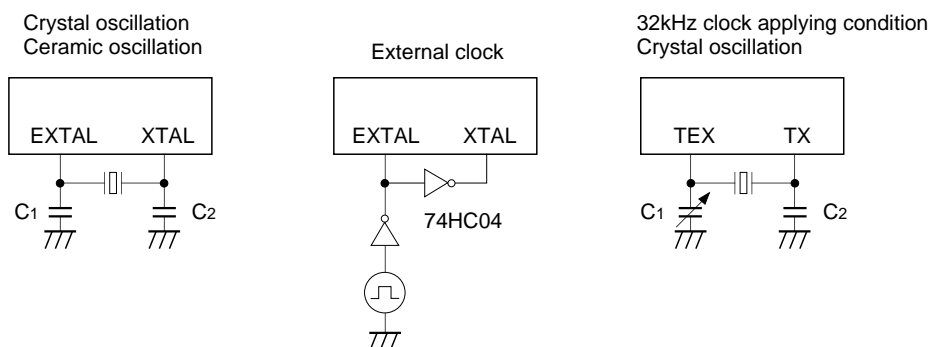 Crystal oscillation
Ceramic oscillation
EXTAL XTAL
C1 C2
External clock
EXTAL XTAL
74HC04
32kHz clock applying condition
Crystal oscillation
TEX TX
C1 C2